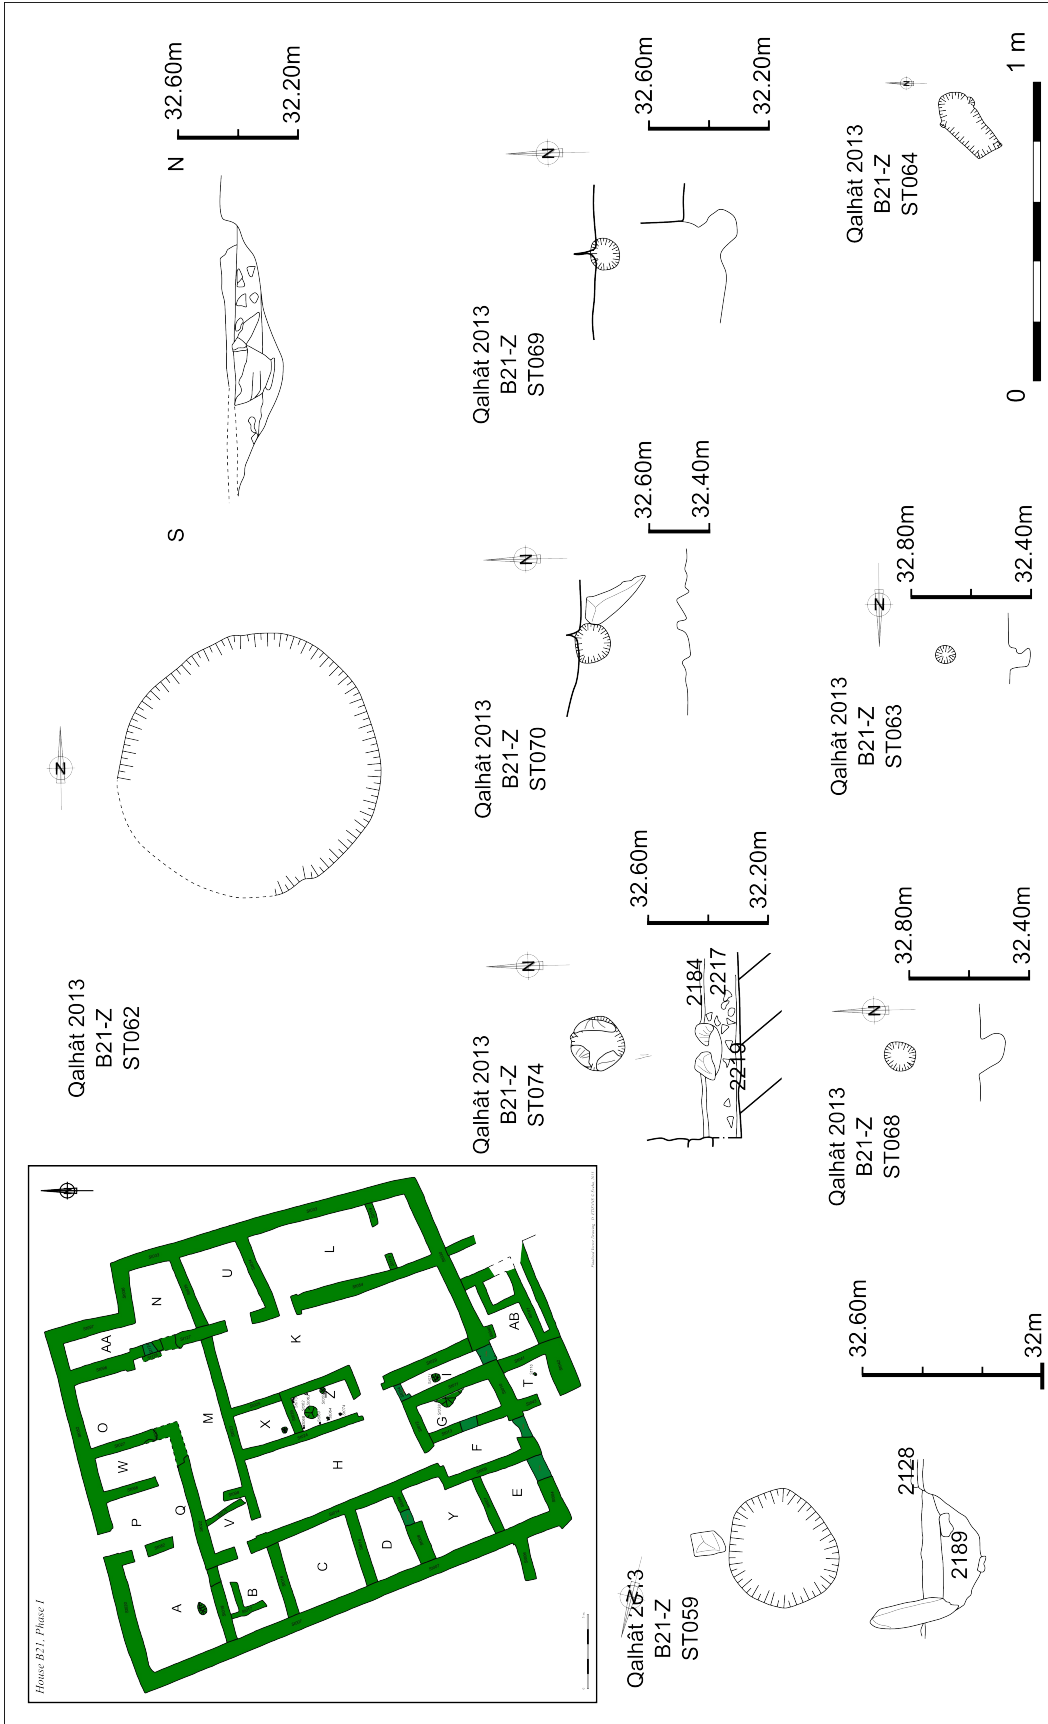 Qalhât 2013
B21-Z
ST062
S
N
32.60m
32.20m
N
Qalhât 2013
B21-Z
ST074
N
32.60m
32.20m
2184
2217
2219
Qalhât 2013
B21-Z
ST070
N
32.60m
32.40m
Qalhât 2013
B21-Z
ST069
N
32.60m
32.20m
Qalhât 2013
B21-Z
ST059
N
32.60m
32m
2128
2189
Qalhât 2013
B21-Z
ST068
N
32.80m
32.40m
Qalhât 2013
B21-Z
ST063
N
32.80m
32.40m
Qalhât 2013
B21-Z
ST064
N
0
1 m
House B21, Phase 1
N
AA
N
U
L
O
W
P
Q
M
K
A
V
B
X
Z
H
C
D
Y
E
F
G
I
T
AB